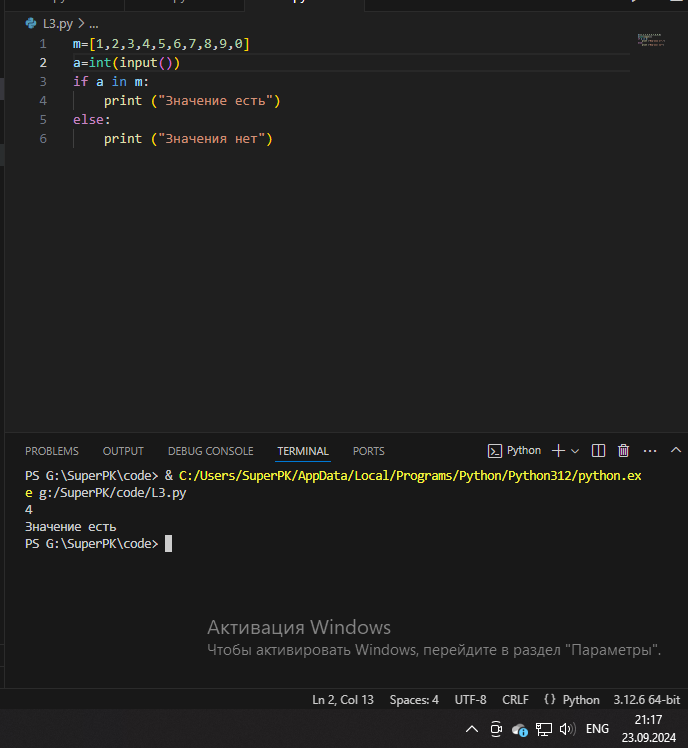 L3.py > ...
1 m=[1,2,3,4,5,6,7,8,9,0]
2 a=int(input())
3 if a in m:
4 print ("Значение есть")
5 else:
6 print ("Значения нет")
PROBLEMS OUTPUT DEBUG CONSOLE TERMINAL PORTS Python
PS G:\SuperPK\code> & C:/Users/SuperPK/AppData/Local/Programs/Python/Python312/python.ex
e g:/SuperPK/code/L3.py
4
Значение есть
PS G:\SuperPK\code>
Активация Windows
Чтобы активировать Windows, перейдите в раздел "Параметры".
Ln 2, Col 13 Spaces: 4 UTF-8 CRLF {} Python 3.12.6 64-bit
ENG 21:17
23.09.2024